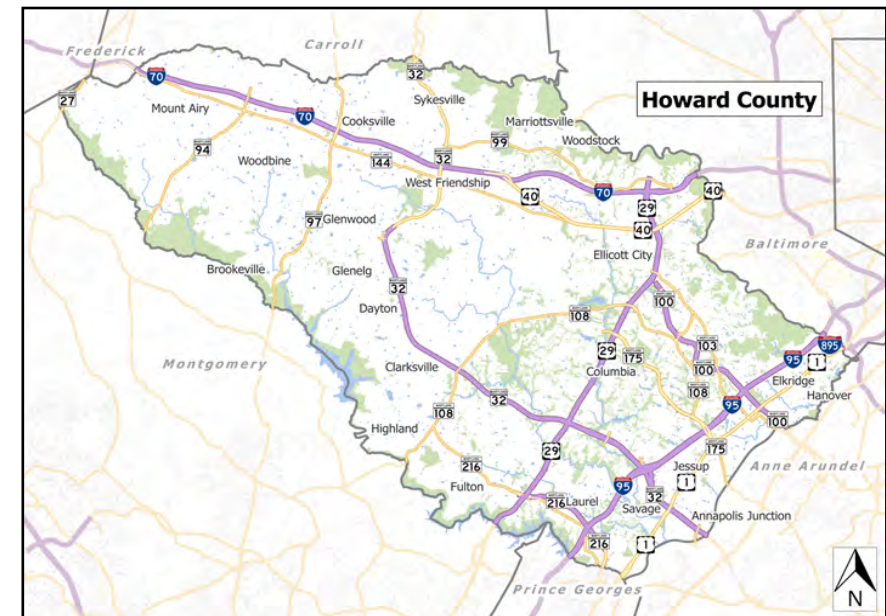 Frederick
Carroll
70
32
27
Mount Airy
70
Sykesville
Howard County
Cooksville
Marriottsville
99
Woodstock
94
Woodbine
144
32
West Friendship
70
40
40
29
97
Glenwood
40
Ellicott City
Baltimore
Brookeville
Glenelg
32
Dayton
100
108
103
895
Montgomery
29
175
95
1
Clarksville
Columbia
100
Elkridge
32
108
95
Hanover
108
100
Highland
29
175
216
Jessup
Anne Arundel
Fulton
95
1
32
216
Laurel
Savage
Annapolis Junction
216
1
Prince Georges
N